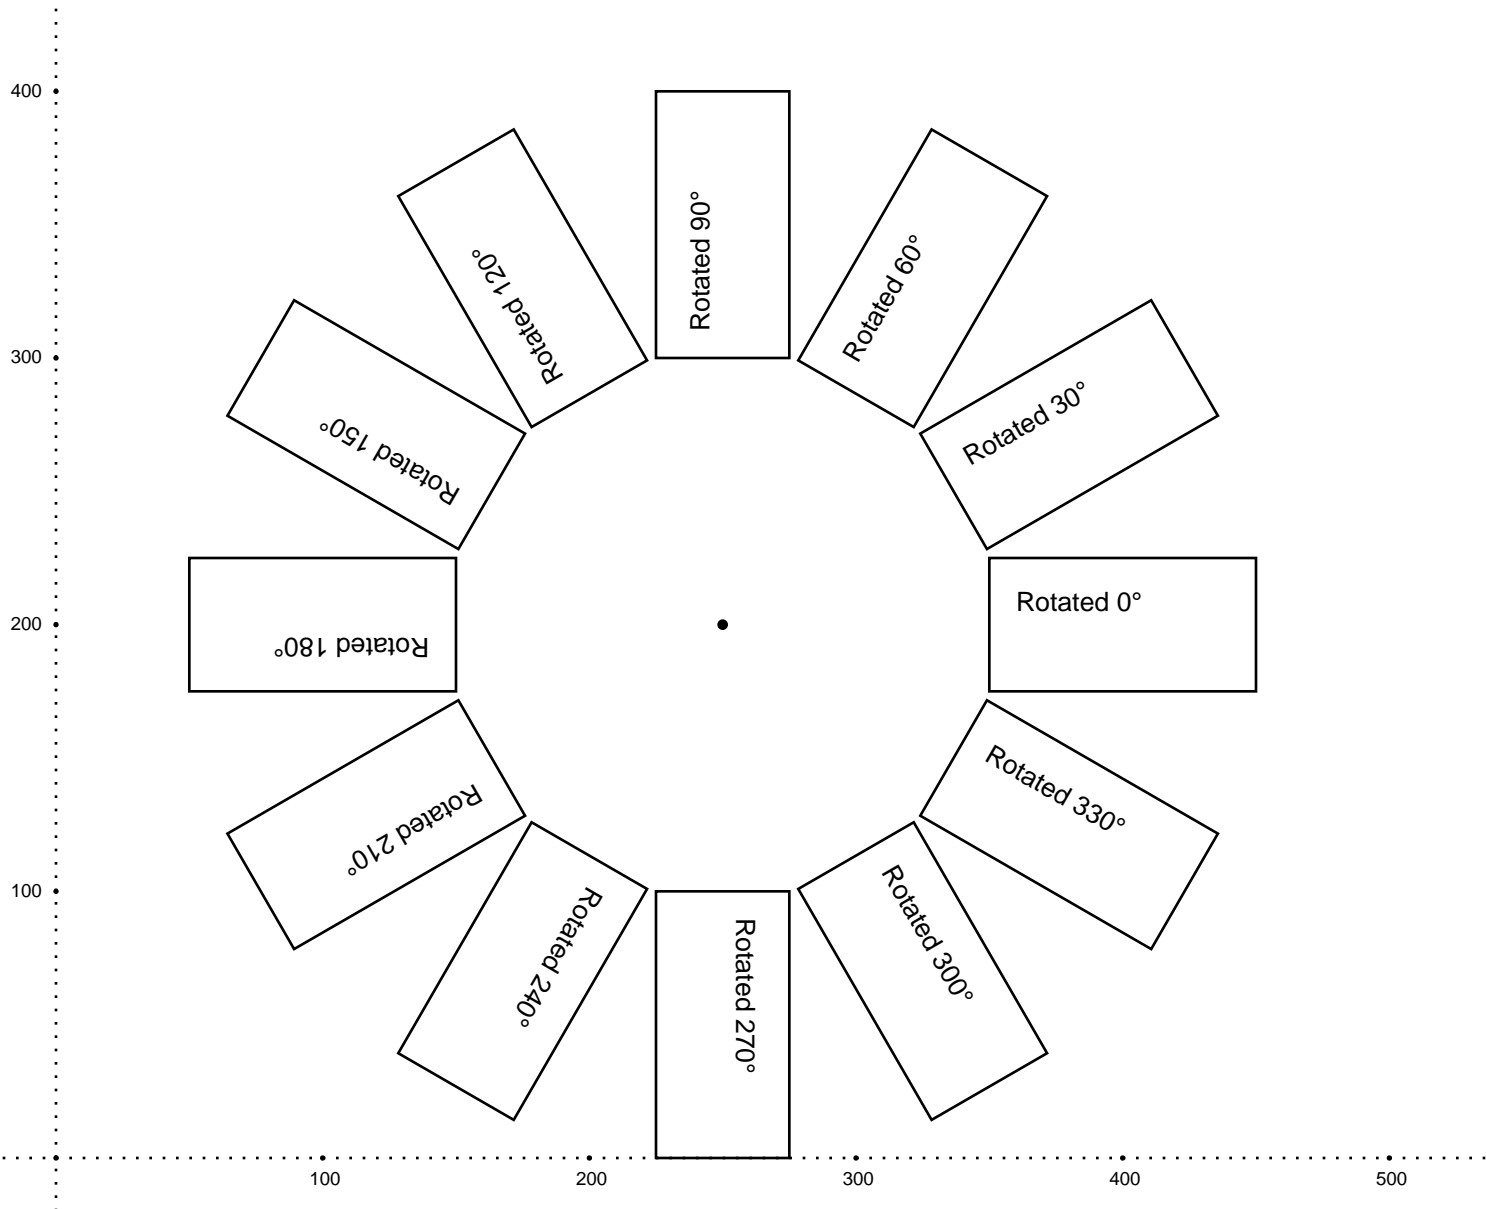 400
Rotated 90°
Rotated 120°
Rotated 60°
300
Rotated 30°
Rotated 150°
200
Rotated 0°
Rotated 180°
Rotated 330°
Rotated 210°
100
Rotated 300°
Rotated 240°
Rotated 270°
100
200
300
400
500